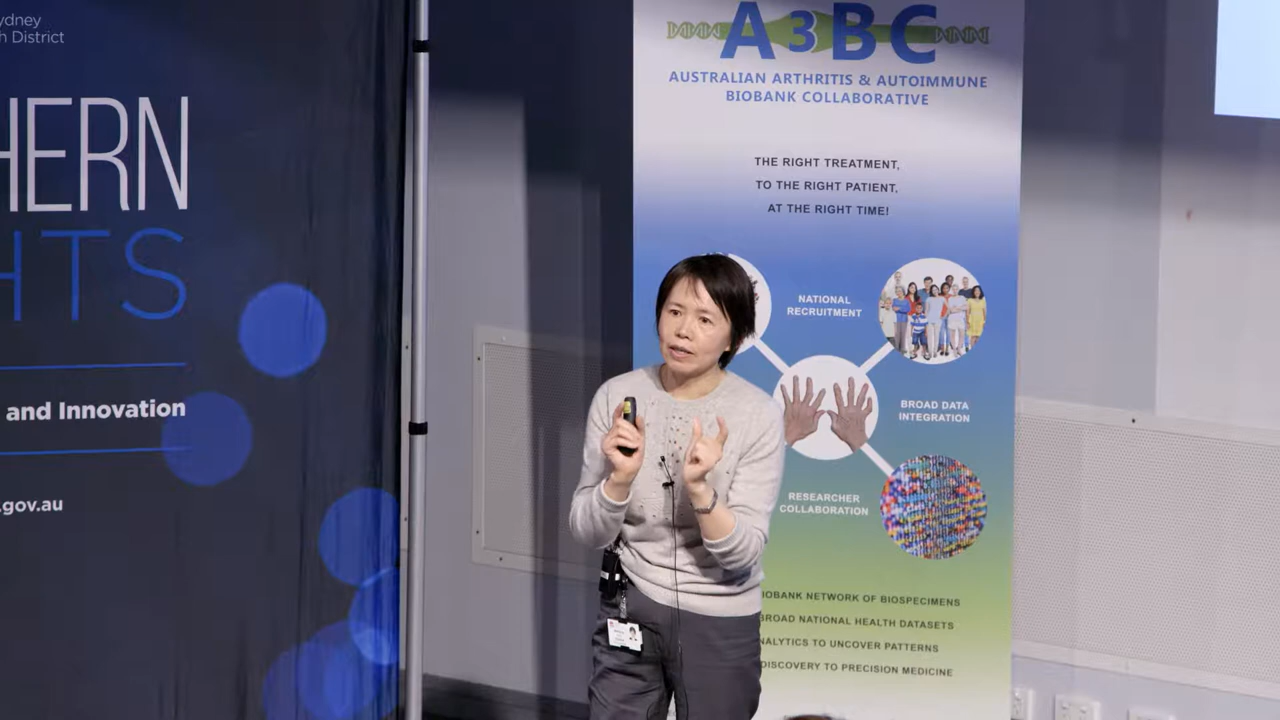 ydney
h District
HERN
HTS
and Innovation
.gov.au
A3BC
AUSTRALIAN ARTHRITIS & AUTOIMMUNE
BIOBANK COLLABORATIVE
THE RIGHT TREATMENT,
TO THE RIGHT PATIENT,
AT THE RIGHT TIME!
NATIONAL
RECRUITMENT
BROAD DATA
INTEGRATION
RESEARCHER
COLLABORATION
IOBANK NETWORK OF BIOSPECIMENS
BROAD NATIONAL HEALTH DATASETS
NALYTICS TO UNCOVER PATTERNS
DISCOVERY TO PRECISION MEDICINE